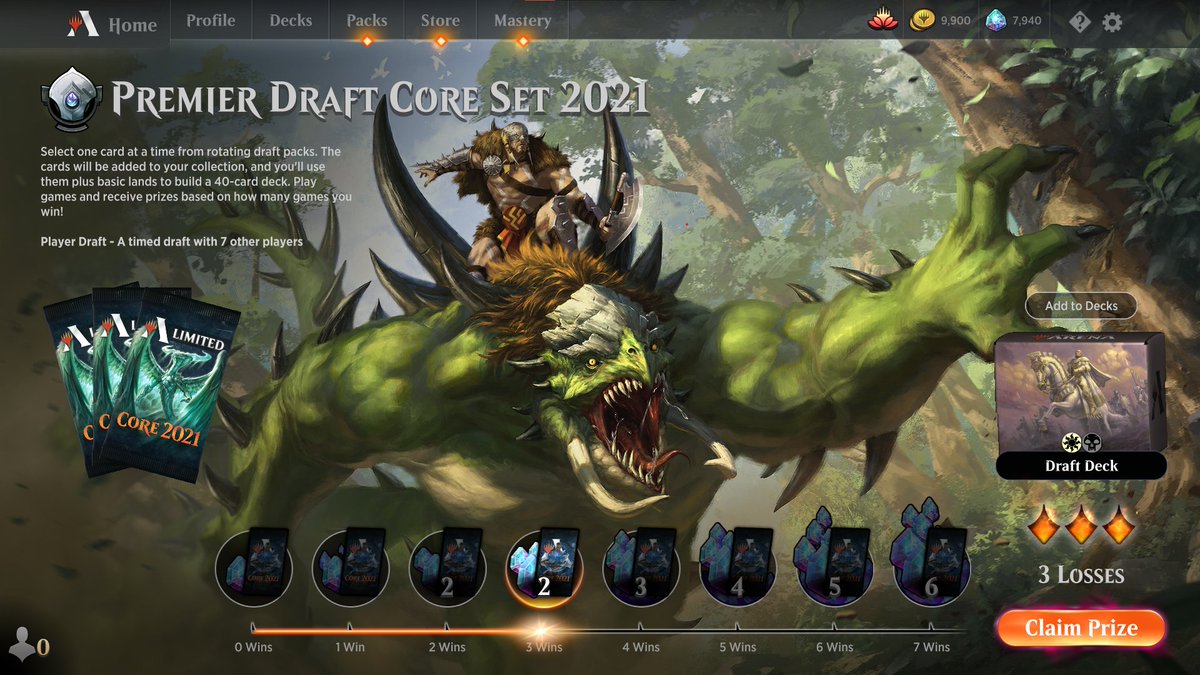 Home
Profile
Decks
Packs
Store
Mastery
9,900
7,940
Premier Draft Core Set 2021
Select one card at a time from rotating draft packs. The
cards will be added to your collection, and you'll use
them plus basic lands to build a 40-card deck. Play
games and receive prizes based on how many games you
win!
Player Draft - A timed draft with 7 other players
LIMITED
CORE 2021
Add to Decks
ARENA
Draft Deck
CORE 2021
CORE 2021
2
2
3
4
5
6
3 Losses
Claim Prize
0 Wins
1 Win
2 Wins
3 Wins
4 Wins
5 Wins
6 Wins
7 Wins
0